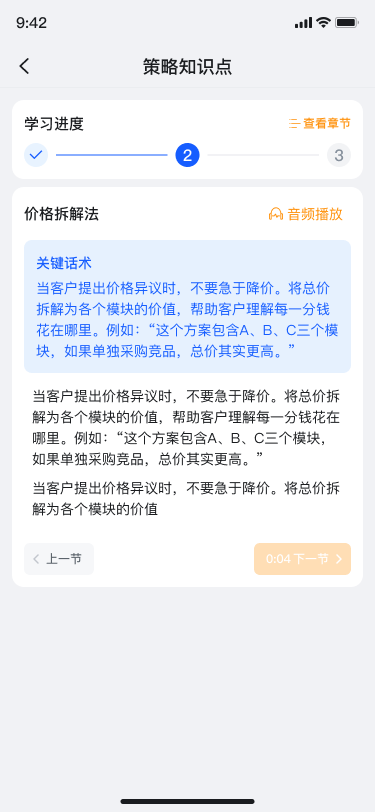 9:42
策略知识点
学习进度
查看章节
2
3
价格拆解法
音频播放
关键话术
当客户提出价格异议时，不要急于降价。将总价
拆解为各个模块的价值，帮助客户理解每一分钱
花在哪里。例如：“这个方案包含A、B、C三个模
块，如果单独采购竞品，总价其实更高。”
当客户提出价格异议时，不要急于降价。将总价拆
解为各个模块的价值，帮助客户理解每一分钱花在
哪里。例如：“这个方案包含A、B、C三个模块，
如果单独采购竞品，总价其实更高。”
当客户提出价格异议时，不要急于降价。将总价拆
解为各个模块的价值
上一节
0:04 下一节